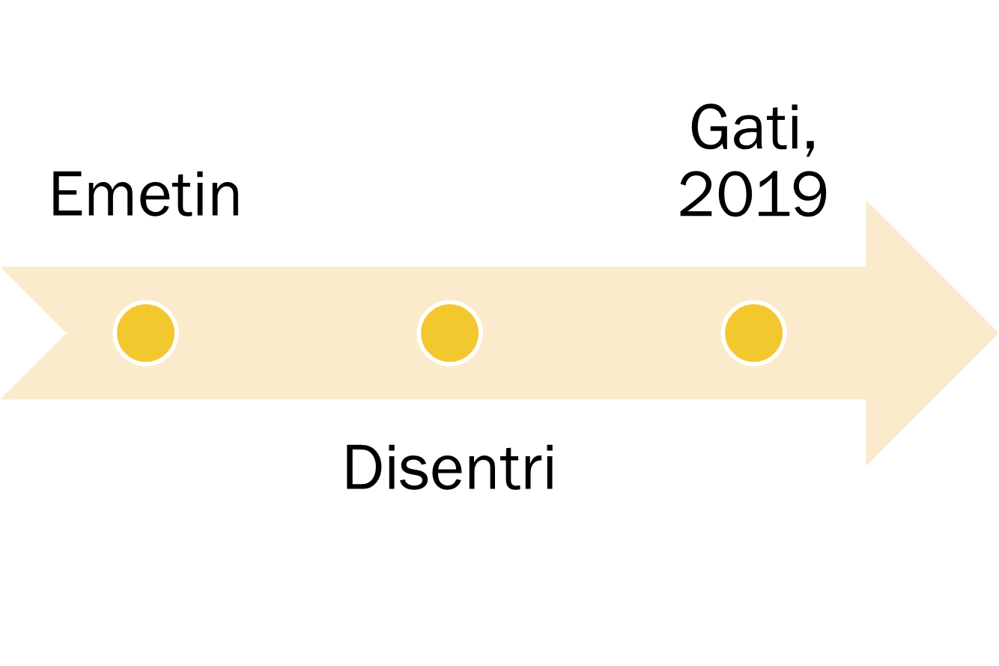 Emetin
Disentri
Gati,
2019